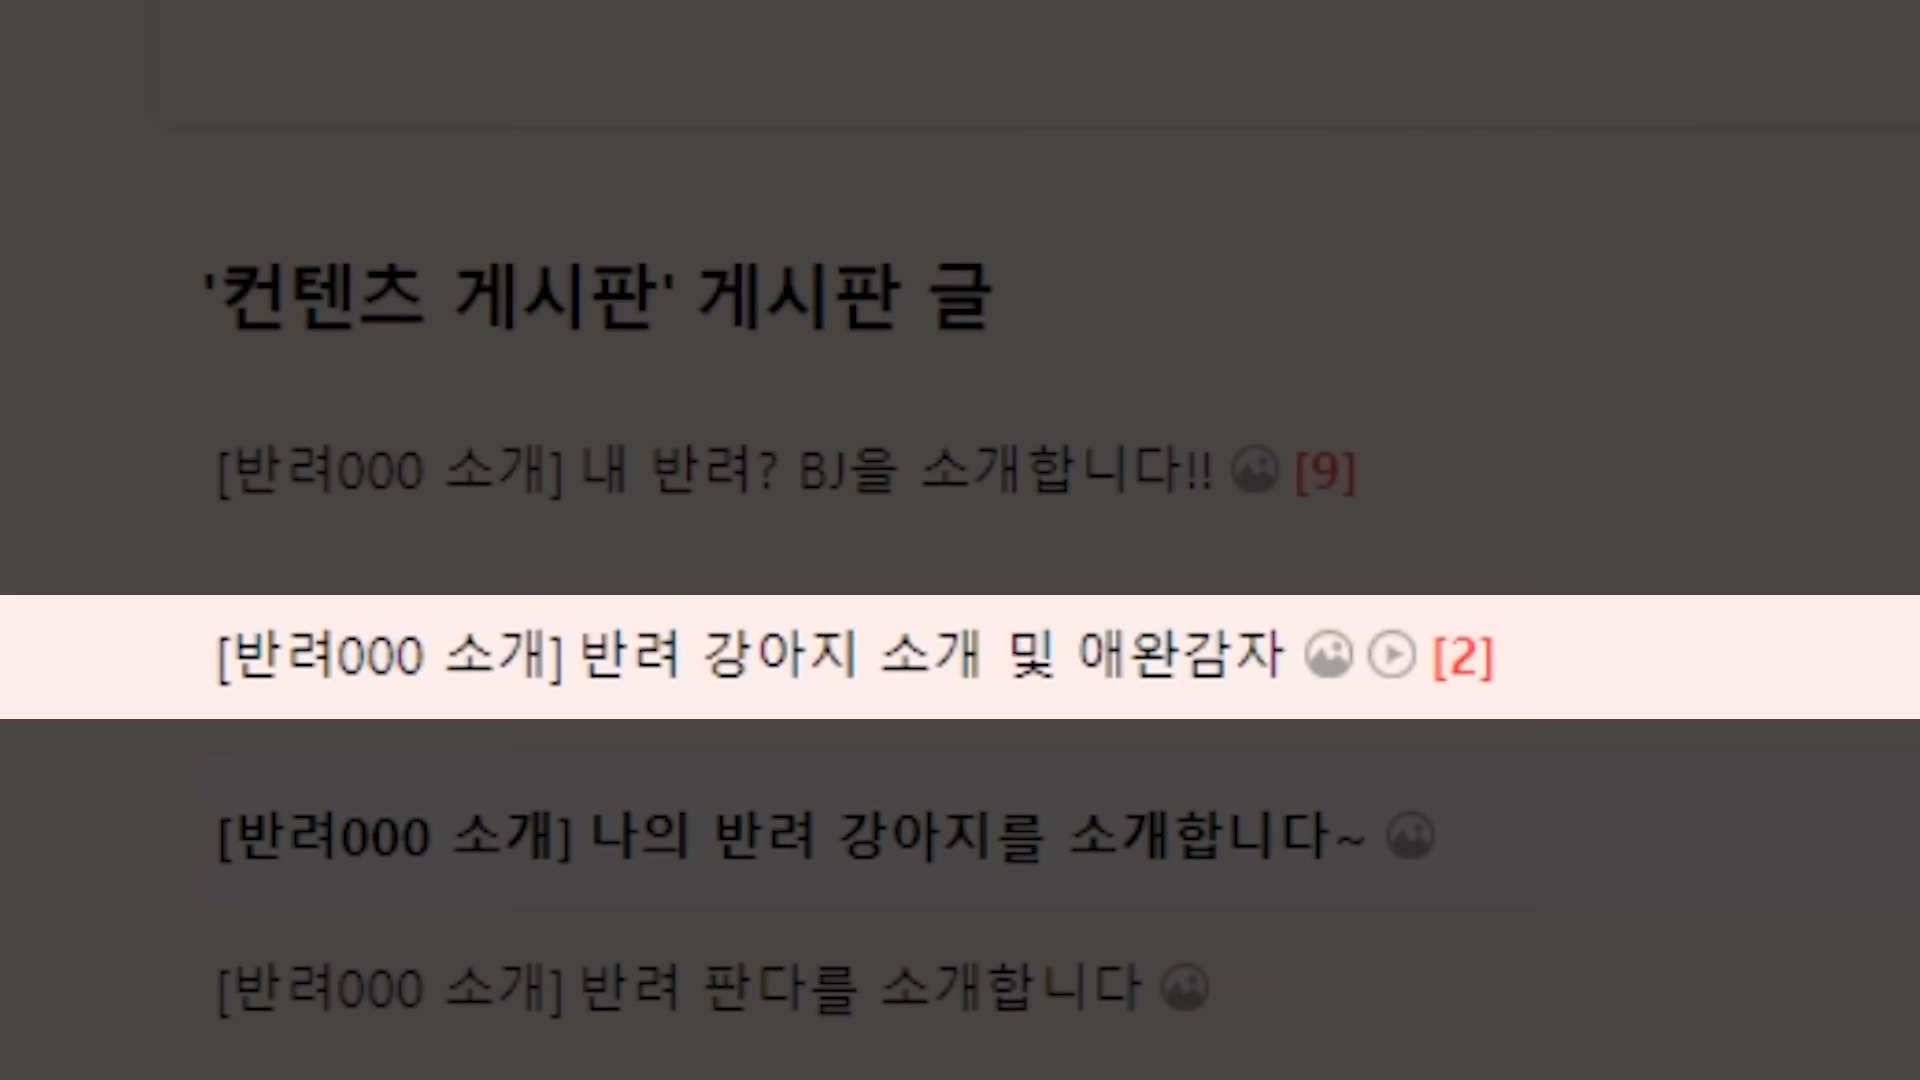 '컨텐츠 게시판' 게시판 글
[반려000 소개] 내 반려? BJ을 소개합니다!! [9]
[반려000 소개] 반려 강아지 소개 및 애완감자 [2]
[반려000 소개] 나의 반려 강아지를 소개합니다~
[반려000 소개] 반려 판다를 소개합니다